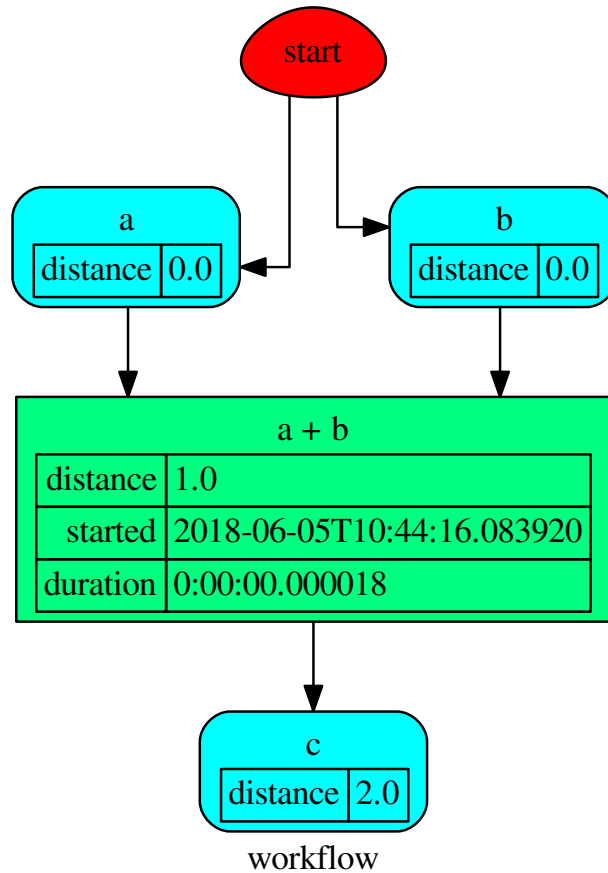 start
a
distance 0.0
b
distance 0.0
a + b
distance 1.0
started 2018-06-05T10:44:16.083920
duration 0:00:00.000018
c
distance 2.0
workflow